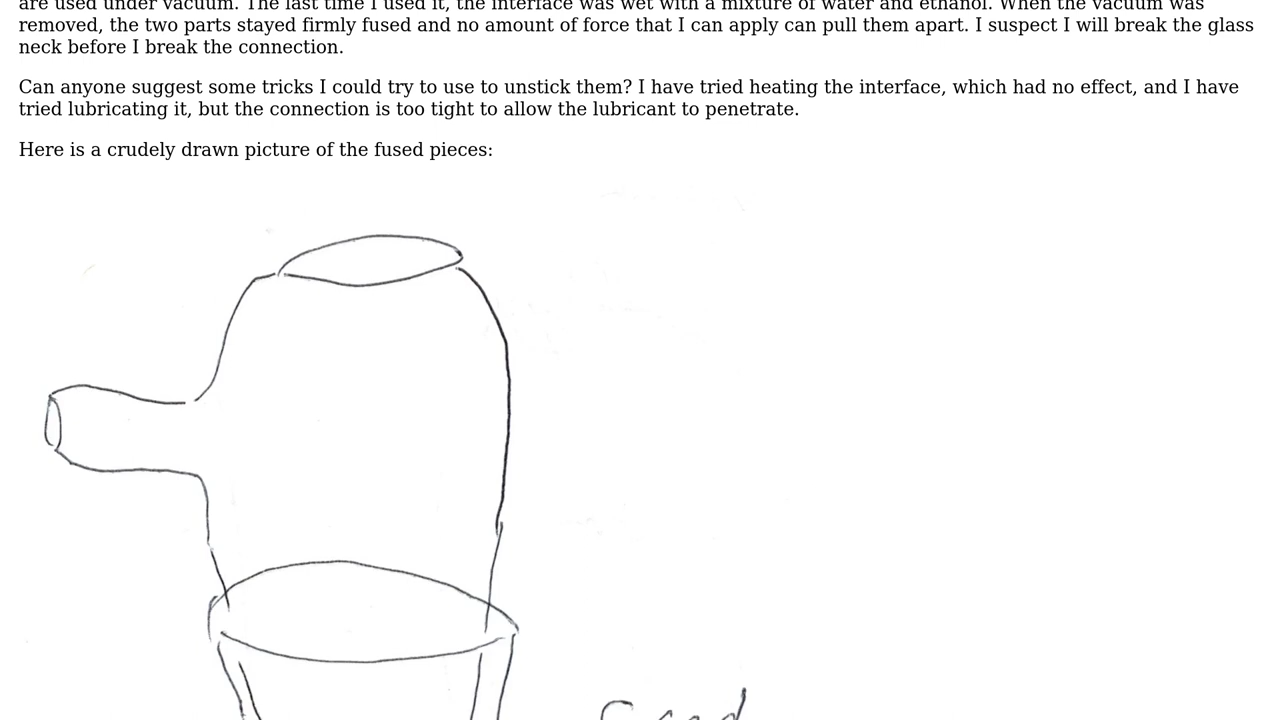 are used under vacuum. The last time I used it, the interface was wet with a mixture of water and ethanol. When the vacuum was
removed, the two parts stayed firmly fused and no amount of force that I can apply can pull them apart. I suspect I will break the glass
neck before I break the connection.
Can anyone suggest some tricks I could try to use to unstick them? I have tried heating the interface, which had no effect, and I have
tried lubricating it, but the connection is too tight to allow the lubricant to penetrate.
Here is a crudely drawn picture of the fused pieces: